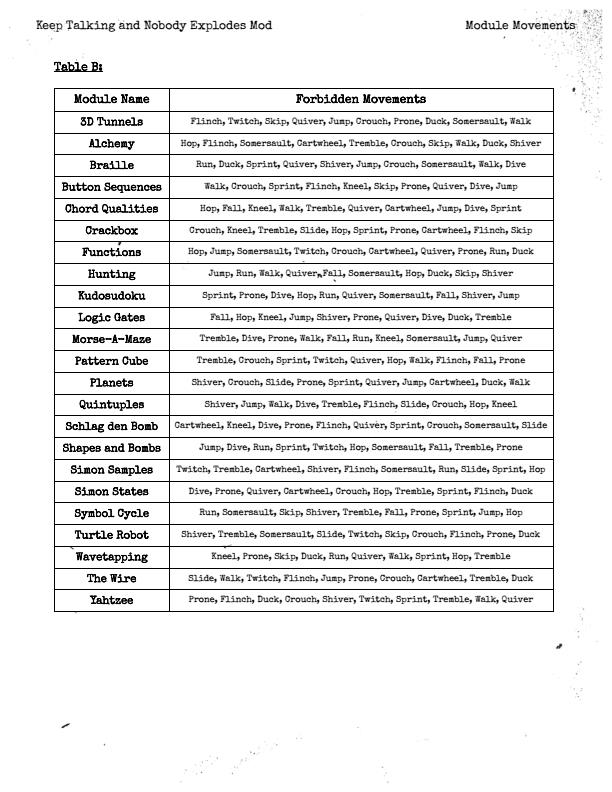 Keep Talking and Nobody Explodes Mod Module Movements
Table B:
Module Name Forbidden Movements
3D Tunnels Flinch, Twitch, Skip, Quiver, Jump, Crouch, Prone, Duck, Somersault, Walk
Alchemy Hop, Flinch, Somersault, Cartwheel, Tremble, Crouch, Skip, Walk, Duck, Shiver
Braille Run, Duck, Sprint, Quiver, Shiver, Jump, Crouch, Somersault, Walk, Dive
Button Sequences Walk, Crouch, Sprint, Flinch, Kneel, Skip, Prone, Quiver, Dive, Jump
Chord Qualities Hop, Fall, Kneel, Walk, Tremble, Quiver, Cartwheel, Jump, Dive, Sprint
Crackbox Crouch, Kneel, Tremble, Slide, Hop, Sprint, Prone, Cartwheel, Flinch, Skip
Functions Hop, Jump, Somersault, Twitch, Crouch, Cartwheel, Quiver, Prone, Run, Duck
Hunting Jump, Run, Walk, Quiver, Fall, Somersault, Hop, Duck, Skip, Shiver
Kudosudoku Sprint, Prone, Dive, Hop, Run, Quiver, Somersault, Fall, Shiver, Jump
Logic Gates Fall, Hop, Kneel, Jump, Shiver, Prone, Quiver, Dive, Duck, Tremble
Morse-A-Maze Tremble, Dive, Prone, Walk, Fall, Run, Kneel, Somersault, Jump, Quiver
Pattern Cube Tremble, Crouch, Sprint, Twitch, Quiver, Hop, Walk, Flinch, Fall, Prone
Planets Shiver, Crouch, Slide, Prone, Sprint, Quiver, Jump, Cartwheel, Duck, Walk
Quintuples Shiver, Jump, Walk, Dive, Tremble, Flinch, Slide, Crouch, Hop, Kneel
Schlag den Bomb Cartwheel, Kneel, Dive, Prone, Flinch, Quiver, Sprint, Crouch, Somersault, Slide
Shapes and Bombs Jump, Dive, Run, Sprint, Twitch, Hop, Somersault, Fall, Tremble, Prone
Simon Samples Twitch, Tremble, Cartwheel, Shiver, Flinch, Somersault, Run, Slide, Sprint, Hop
Simon States Dive, Prone, Quiver, Cartwheel, Crouch, Hop, Tremble, Sprint, Flinch, Duck
Symbol Cycle Run, Somersault, Skip, Shiver, Tremble, Fall, Prone, Sprint, Jump, Hop
Turtle Robot Shiver, Tremble, Somersault, Slide, Twitch, Skip, Crouch, Flinch, Prone, Duck
Wavetapping Kneel, Prone, Skip, Duck, Run, Quiver, Walk, Sprint, Hop, Tremble
The Wire Slide, Walk, Twitch, Flinch, Jump, Prone, Crouch, Cartwheel, Tremble, Duck
Yahtzee Prone, Flinch, Duck, Crouch, Shiver, Twitch, Sprint, Tremble, Walk, Quiver